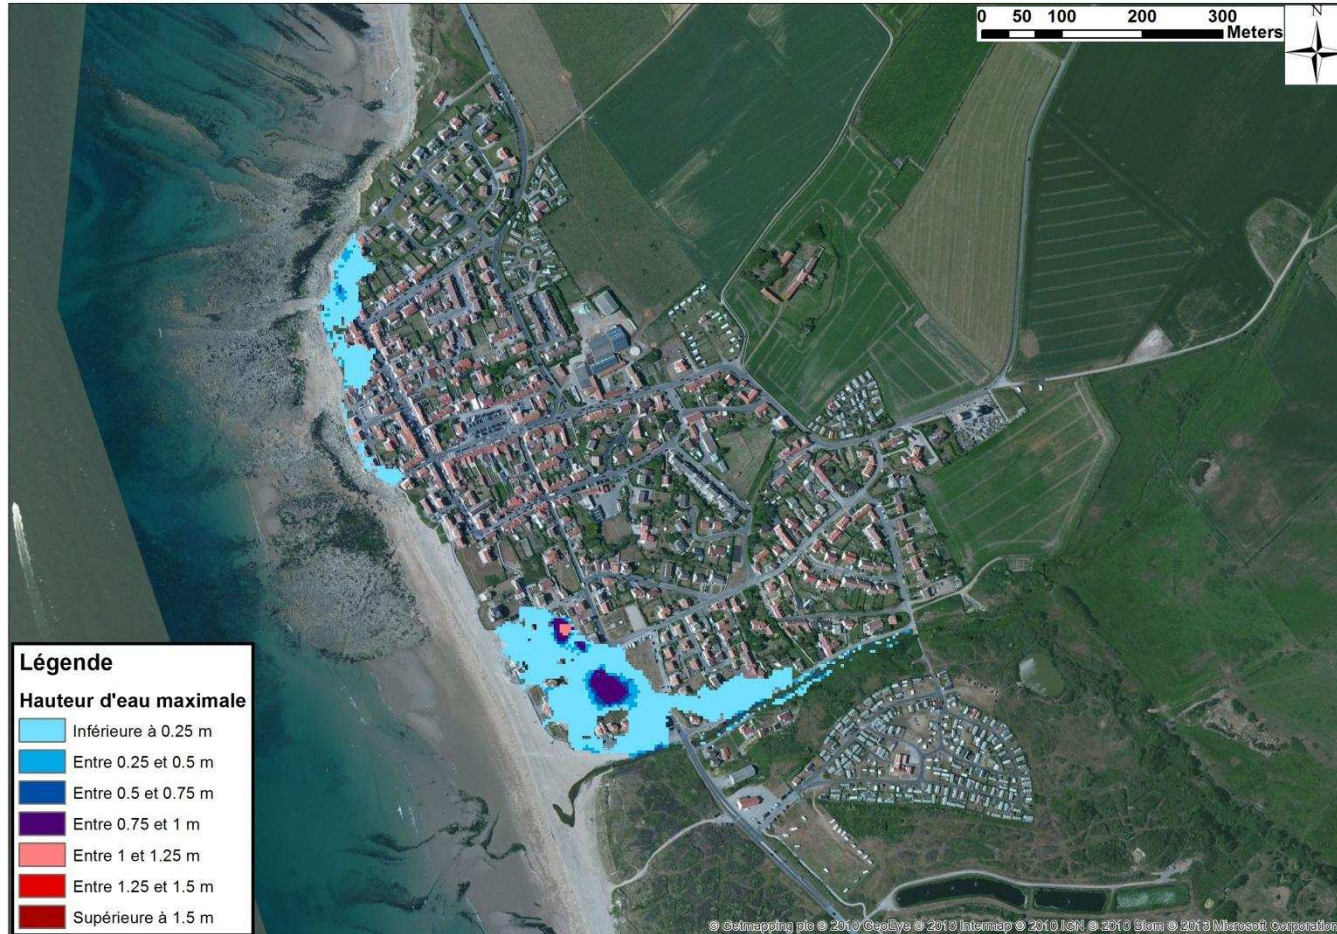 0 50 100 200 300
Meters
N
Légende
Hauteur d'eau maximale
Inférieure à 0.25 m
Entre 0.25 et 0.5 m
Entre 0.5 et 0.75 m
Entre 0.75 et 1 m
Entre 1 et 1.25 m
Entre 1.25 et 1.5 m
Supérieure à 1.5 m
© Getmapping plc © 2010 GeoEye © 2010 Intermap © 2010 IGN © 2010 Blom © 2013 Microsoft Corporation